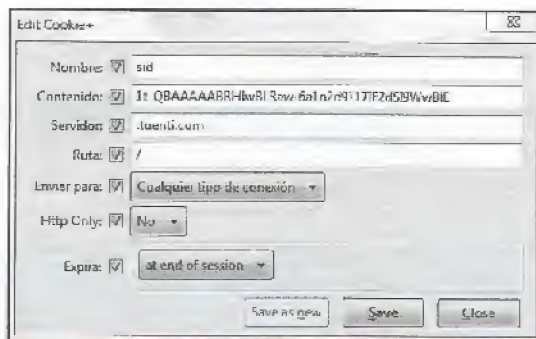 Edit Cookie+
Nombre: sid
Contenido:
Servidor: .tuenti.com
Ruta: /
Enviar para: Cualquier tipo de conexión
Http Only: No
Expira: at end of session
Save as new Save Close